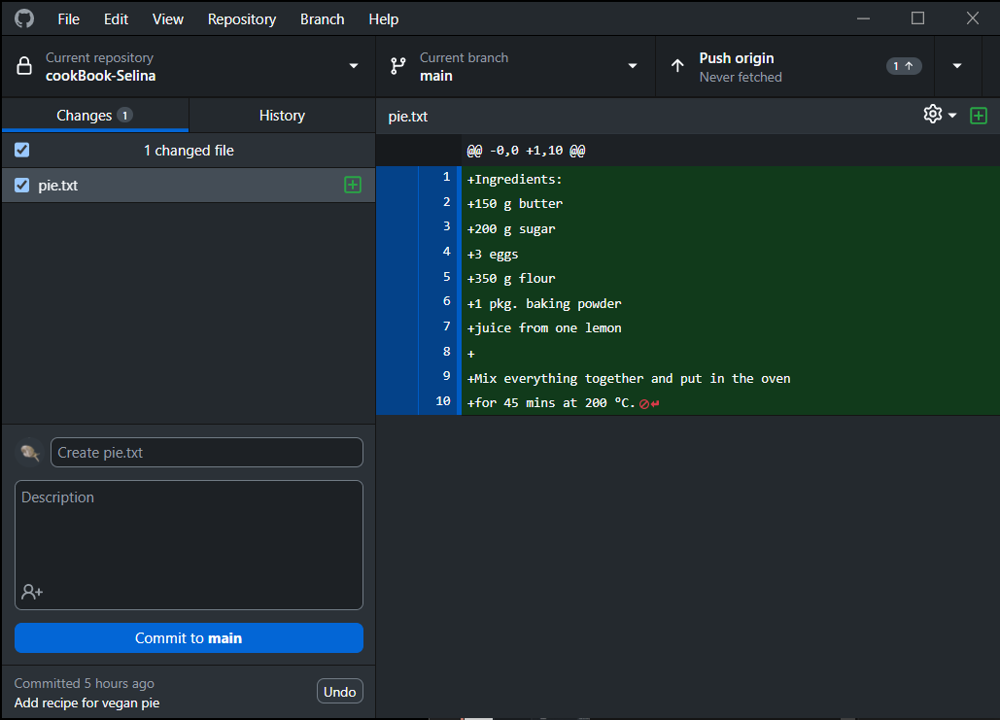 File Edit View Repository Branch Help
Current repository
cookBook-Selina
Current branch
main
Push origin
Never fetched
1
Changes 1
History
pie.txt
1 changed file
pie.txt
@@ -0,0 +1,10 @@
1 +Ingredients:
2 +150 g butter
3 +200 g sugar
4 +3 eggs
5 +350 g flour
6 +1 pkg. baking powder
7 +juice from one lemon
8 +
9 +Mix everything together and put in the oven
10 +for 45 mins at 200 °C.
Create pie.txt
Description
Commit to main
Committed 5 hours ago
Add recipe for vegan pie
Undo